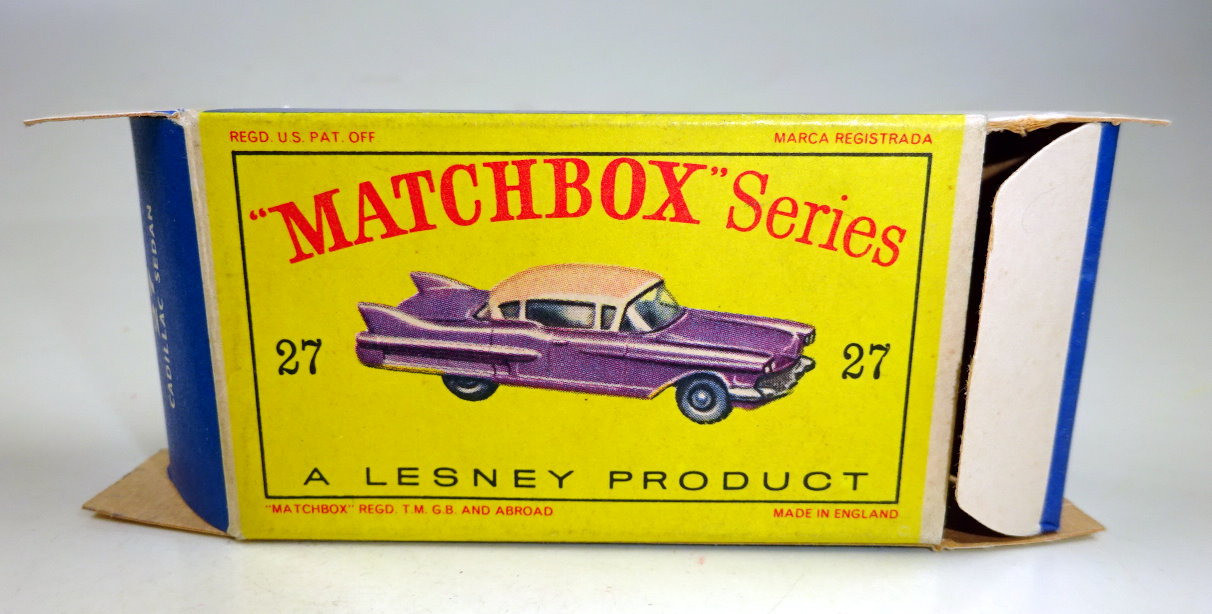 REGD. U.S. PAT. OFF
MARCA REGISTRADA
"MATCHBOX" Series
27
27
A LESNEY PRODUCT
"MATCHBOX" REGD. T.M. G.B. AND ABROAD
MADE IN ENGLAND
CADILLAC SEDAN